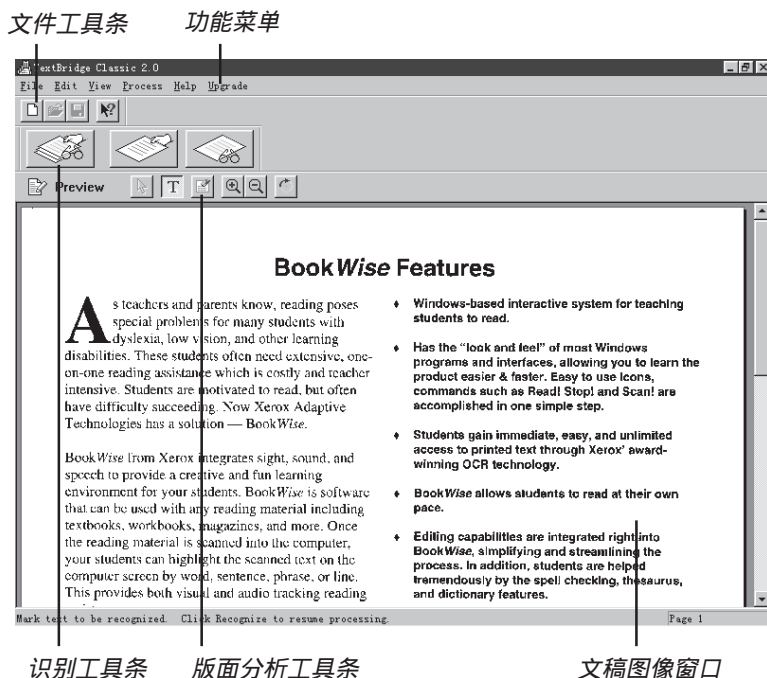 文件工具条 功能菜单
TextBridge Classic 2.0
File Edit View Process Help Upgrade
Preview T
BookWise Features
As teachers and parents know, reading poses
special problems for many students with
dyslexia, low vision, and other learning
disabilities. These students often need extensive, one-
on-one reading assistance which is costly and teacher
intensive. Students are motivated to read, but often
have difficulty succeeding. Now Xerox Adaptive
Technologies has a solution — BookWise.
BookWise from Xerox integrates sight, sound, and
speech to provide a creative and fun learning
environment for your students. BookWise is software
that can be used with any reading material including
textbooks, workbooks, magazines, and more. Once
the reading material is scanned into the computer,
your students can highlight the scanned text on the
computer screen by word, sentence, phrase, or line.
This provides both visual and audio tracking reading
♦ Windows-based interactive system for teaching
students to read.
♦ Has the “look and feel” of most Windows
programs and interfaces, allowing you to learn the
product easier & faster. Easy to use Icons,
commands such as Read! Stop! and Scan! are
accomplished in one simple step.
♦ Students gain immediate, easy, and unlimited
access to printed text through Xerox’ award-
winning OCR technology.
♦ BookWise allows students to read at their own
pace.
♦ Editing capabilities are integrated right into
BookWise, simplifying and streamlining the
process. In addition, students are helped
tremendously by the spell checking, thesaurus,
and dictionary features.
Mark text to be recognized. Click Recognize to resume processing. Page 1
识别工具条 版面分析工具条 文稿图像窗口